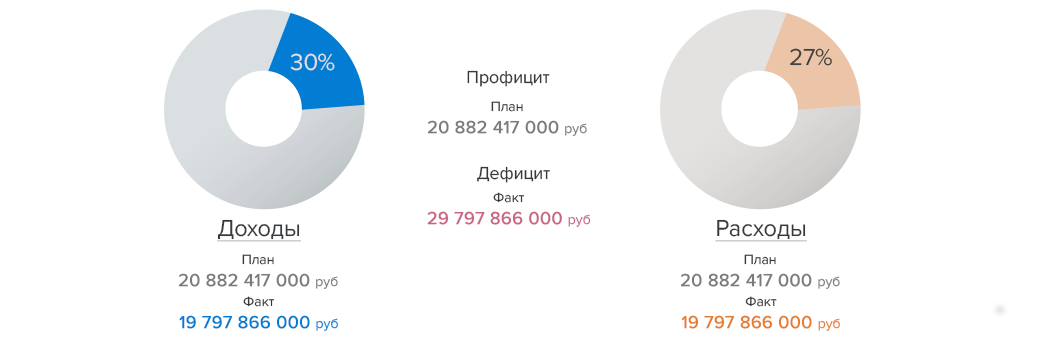 30%
Доходы
План
20 882 417 000 руб
Факт
19 797 866 000 руб
Профицит
План
20 882 417 000 руб
Дефицит
Факт
29 797 866 000 руб
27%
Расходы
План
20 882 417 000 руб
Факт
19 797 866 000 руб